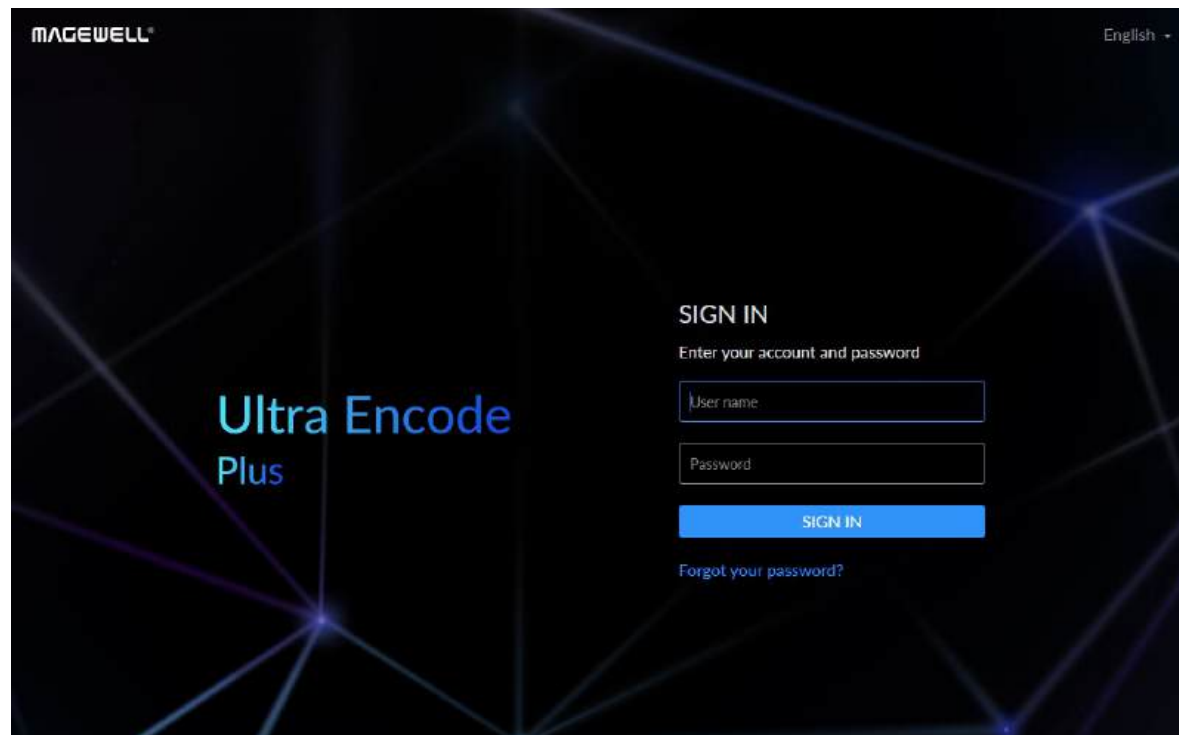 MAGEWELL®
English
Ultra Encode
Plus
SIGN IN
Enter your account and password
User name
Password
SIGN IN
Forgot your password?